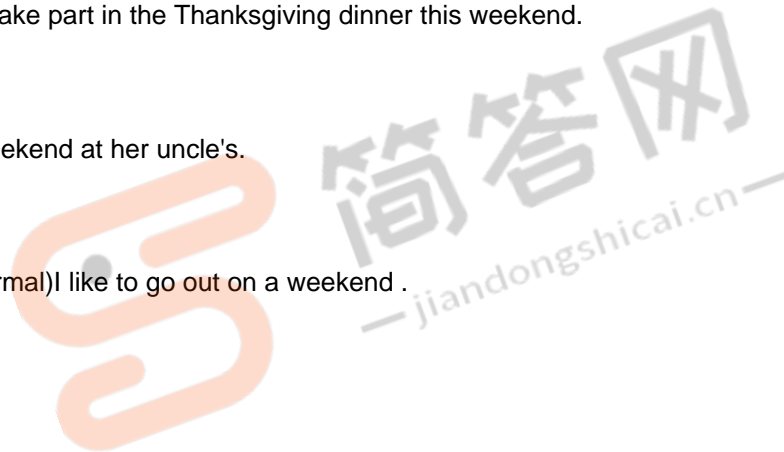 ake part in the Thanksgiving dinner this weekend.
ekend at her uncle's.
rmal)I like to go out on a weekend .
简答网
jiandongshicai.cn